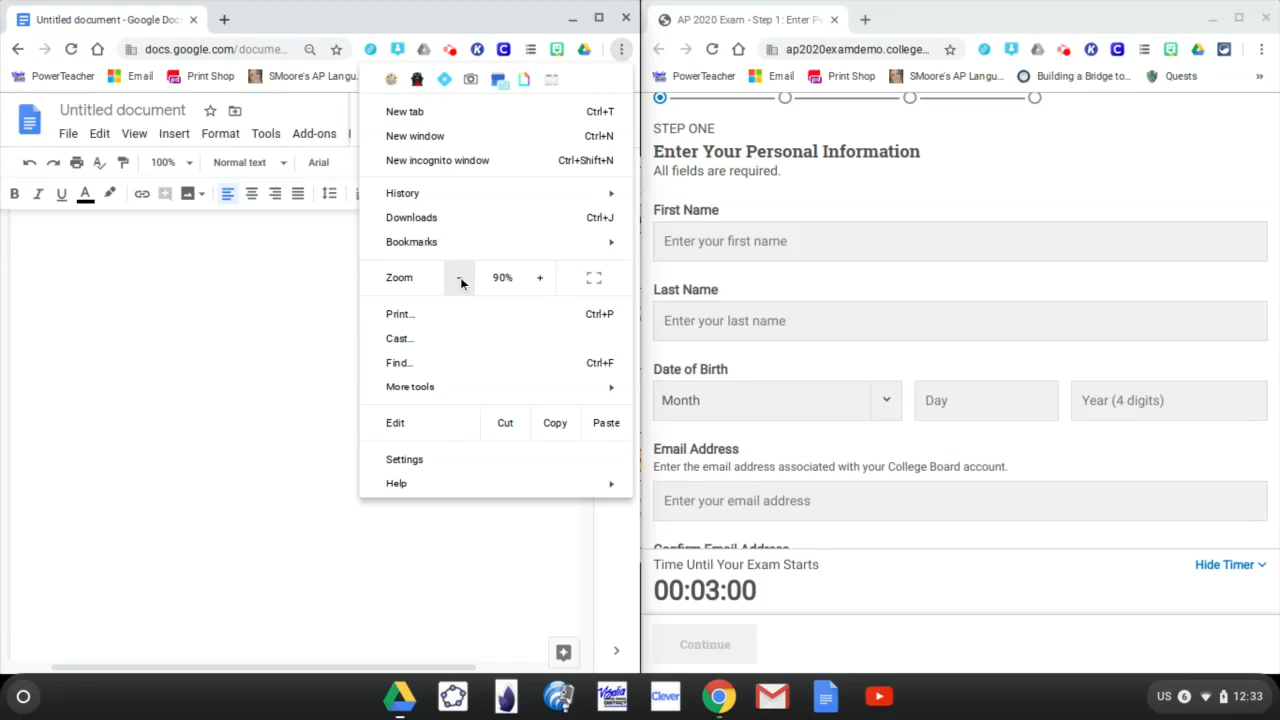 Untitled document - Google Doc
docs.google.com/docume...
PowerTeacher
Email
Print Shop
SMoore's AP Langu
Untitled document
File
Edit
View
Insert
Format
Tools
Add-ons
100%
Normal text
Arial
B
I
U
A
New tab
Ctrl+T
New window
Ctrl+N
New incognito window
Ctrl+Shift+N
History
Downloads
Ctrl+J
Bookmarks
Zoom
-
90%
+
Print...
Ctrl+P
Cast...
Find...
Ctrl+F
More tools
Edit
Cut
Copy
Paste
Settings
Help
AP 2020 Exam - Step 1: Enter P
ap2020examdemo.college...
PowerTeacher
Email
Print Shop
SMoore's AP Langu...
Building a Bridge to...
Quests
»
STEP ONE
Enter Your Personal Information
All fields are required.
First Name
Enter your first name
Last Name
Enter your last name
Date of Birth
Month
Day
Year (4 digits)
Email Address
Enter the email address associated with your College Board account.
Enter your email address
Confirm Email Address
Time Until Your Exam Starts
Hide Timer
00:03:00
Continue
Visalia
Clever
US
6
12:33